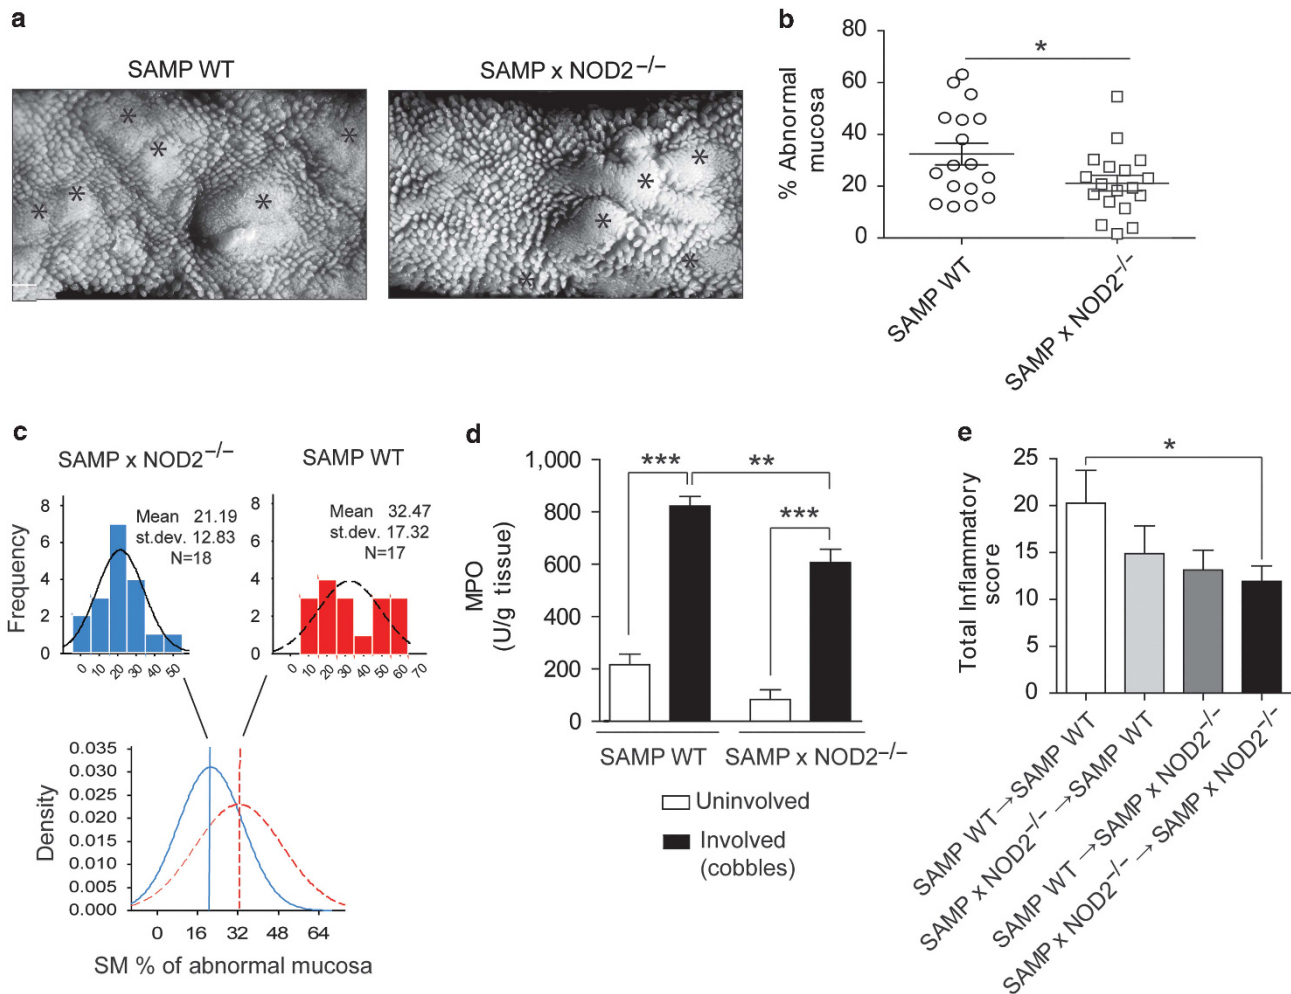 a
SAMP WT
SAMP x NOD2−/−
* * * * * *
* * * * * *
b
% Abnormal
mucosa
80
60
40
20
0
*
SAMP WT
SAMP x NOD2−/−
c
SAMP x NOD2−/−
Frequency
8
6
4
2
0
Mean 21.19
st.dev. 12.83
N=18
0 10 20 30 40 50
SAMP WT
8
6
4
2
0
Mean 32.47
st.dev. 17.32
N=17
0 10 20 30 40 50 60 70
Density
0.035
0.030
0.025
0.020
0.015
0.010
0.005
0.000
0 16 32 48 64
SM % of abnormal mucosa
d
MPO
(U/g tissue)
1,000
800
600
400
200
0
*** **
***
SAMP WT SAMP x NOD2−/−
Uninvolved
Involved
(cobbles)
e
Total Inflammatory
score
25
20
15
10
5
0
*
SAMP WT→SAMP WT
SAMP x NOD2−/−→SAMP WT
SAMP WT →SAMP x NOD2−/−
SAMP x NOD2−/− → SAMP x NOD2−/−